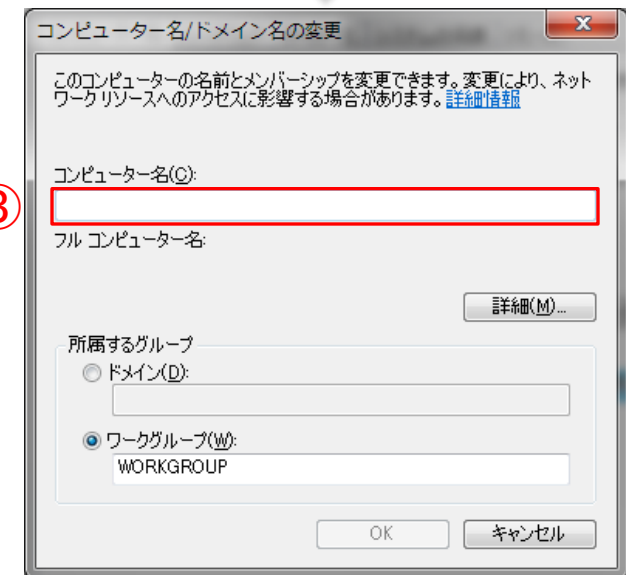 コンピューター名/ドメイン名の変更
このコンピューターの名前とメンバーシップを変更できます。変更により、ネット
ワーク リソースへのアクセスに影響する場合があります。詳細情報
コンピューター名(C):
フル コンピューター名:
詳細(M)...
所属するグループ
ドメイン(D):
ワークグループ(W):
WORKGROUP
OK
キャンセル